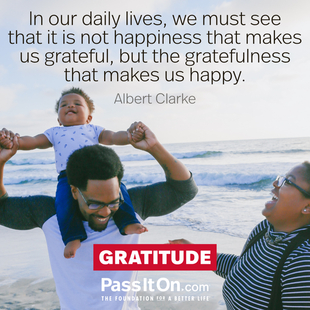 In our daily lives, we must see
that it is not happiness that makes
us grateful, but the gratefulness
that makes us happy.
Albert Clarke
GRATITUDE
PassItOn.com
THE FOUNDATION FOR A BETTER LIFE